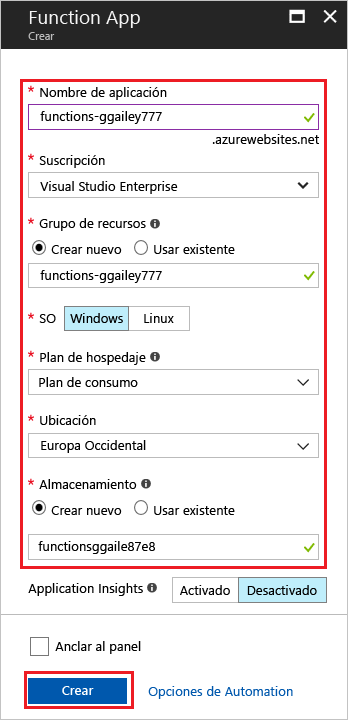 Function App
Crear
* Nombre de aplicación
functions-ggailey777
.azurewebsites.net
* Suscripción
Visual Studio Enterprise
* Grupo de recursos
Crear nuevo Usar existente
functions-ggailey777
* SO Windows Linux
* Plan de hospedaje
Plan de consumo
* Ubicación
Europa Occidental
* Almacenamiento
Crear nuevo Usar existente
functionsggaile87e8
Application Insights Activado Desactivado
Anclar al panel
Crear Opciones de Automation